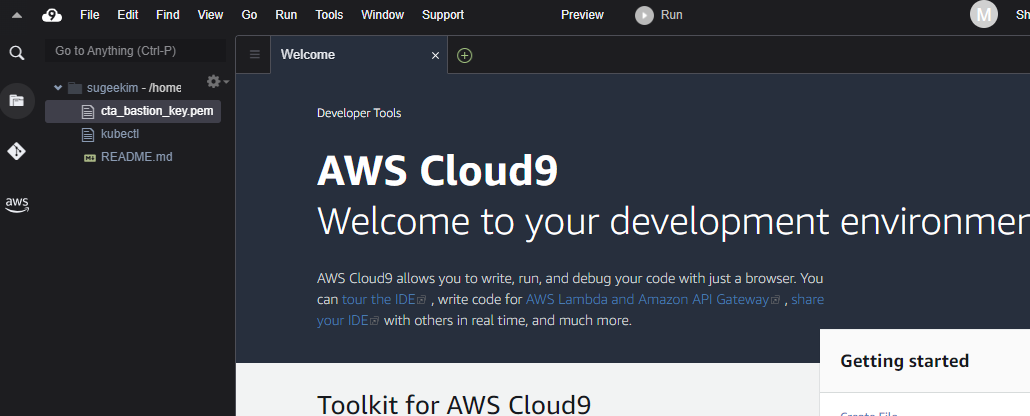 9 File Edit Find View Go Run Tools Window Support Preview Run M Sh
Go to Anything (Ctrl-P)
Welcome
sugeekim - /home
cta_bastion_key.pem
kubectl
README.md
aws
Developer Tools
AWS Cloud9
Welcome to your development environmen
AWS Cloud9 allows you to write, run, and debug your code with just a browser. You
can tour the IDE , write code for AWS Lambda and Amazon API Gateway , share
your IDE with others in real time, and much more.
Getting started
Create File
Toolkit for AWS Cloud9